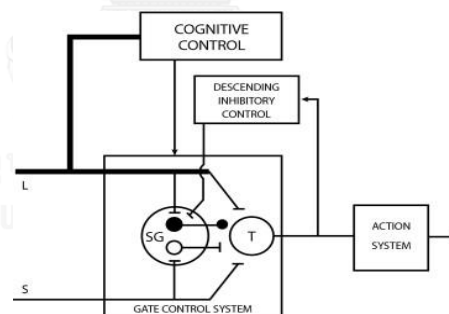 COGNITIVE
CONTROL
DESCENDING
INHIBITORY
CONTROL
L
SG
T
ACTION
SYSTEM
S
GATE CONTROL SYSTEM